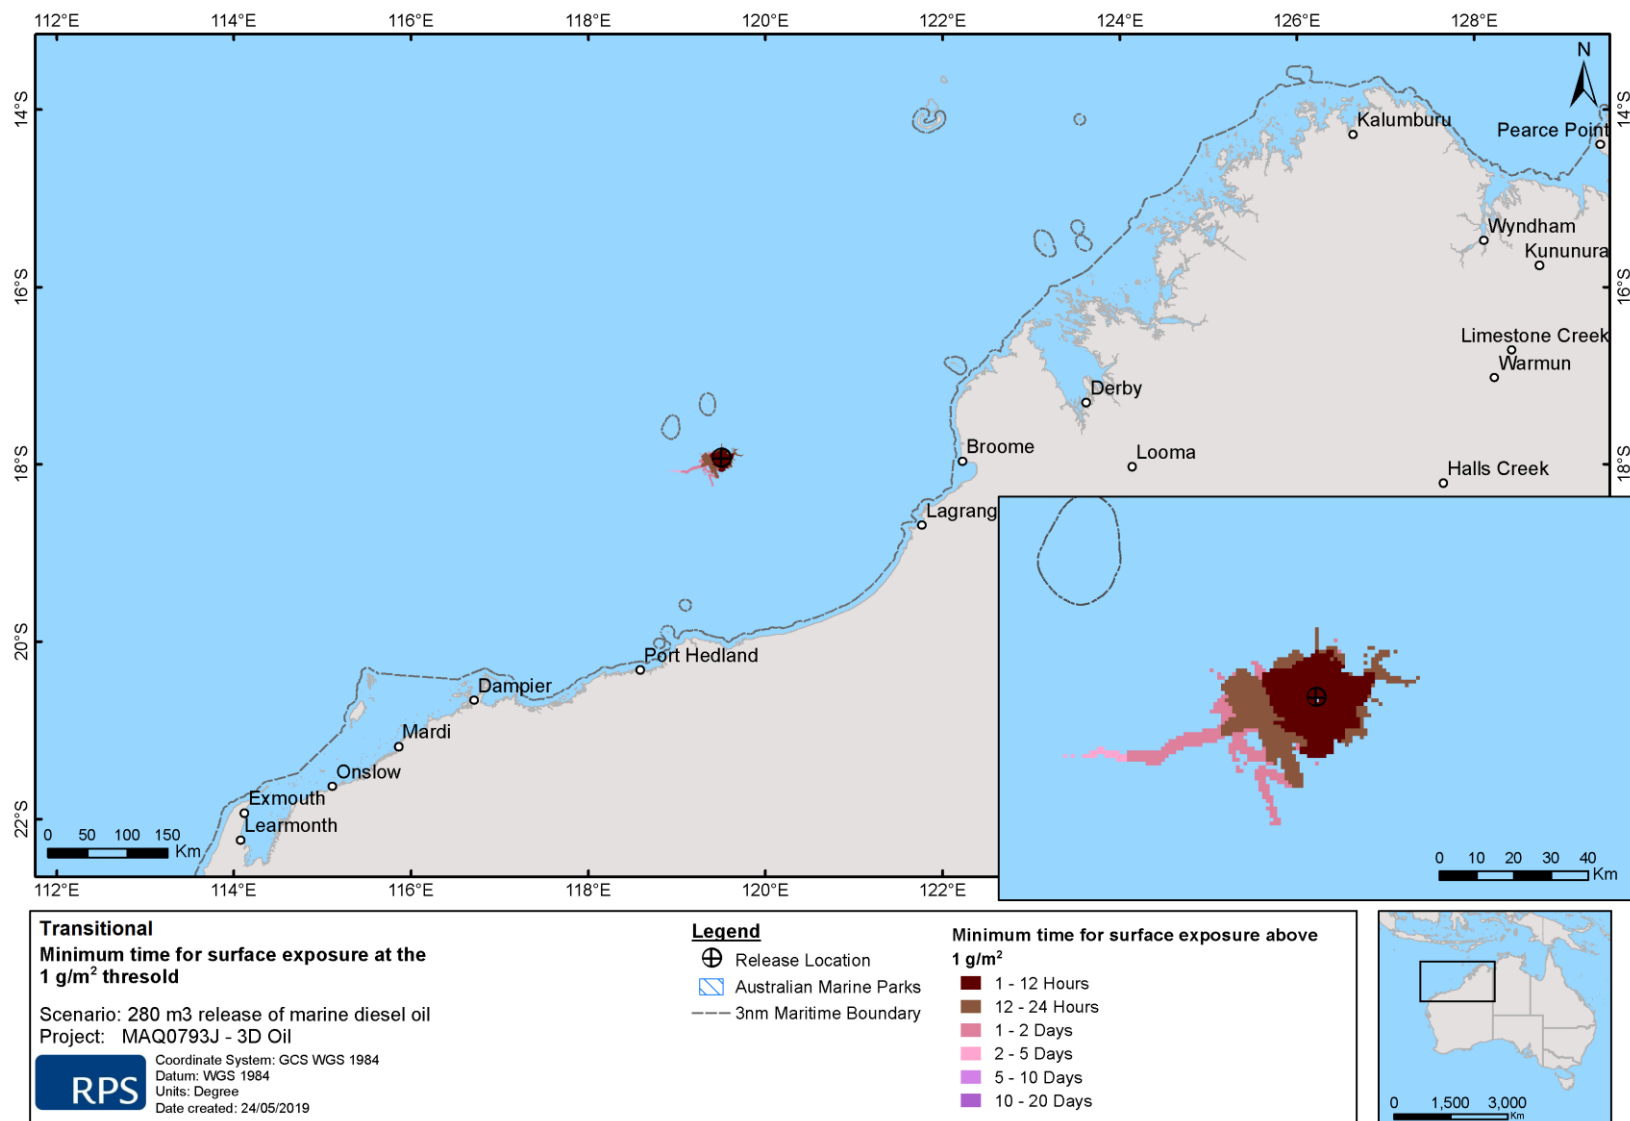 112°E 114°E 116°E 118°E 120°E 122°E 124°E 126°E 128°E
N
14°S 14°S
Kalumburu
Pearce Point
Wyndham
Kununura
16°S 16°S
Limestone Creek
Warmun
Derby
Broome
Looma
18°S 18°S
Halls Creek
Lagrang
20°S
Port Hedland
Dampier
Mardi
Onslow
Exmouth
22°S
Learmonth
0 50 100 150
Km
0 10 20 30 40
Km
112°E 114°E 116°E 118°E 120°E 122°E
Transitional
Minimum time for surface exposure at the
1 g/m² thresold
Scenario: 280 m3 release of marine diesel oil
Project: MAQ0793J - 3D Oil
RPS
Coordinate System: GCS WGS 1984
Datum: WGS 1984
Units: Degree
Date created: 24/05/2019
Legend
Release Location
Australian Marine Parks
3nm Maritime Boundary
Minimum time for surface exposure above
1 g/m²
1 - 12 Hours
12 - 24 Hours
1 - 2 Days
2 - 5 Days
5 - 10 Days
10 - 20 Days
0 1,500 3,000
Km